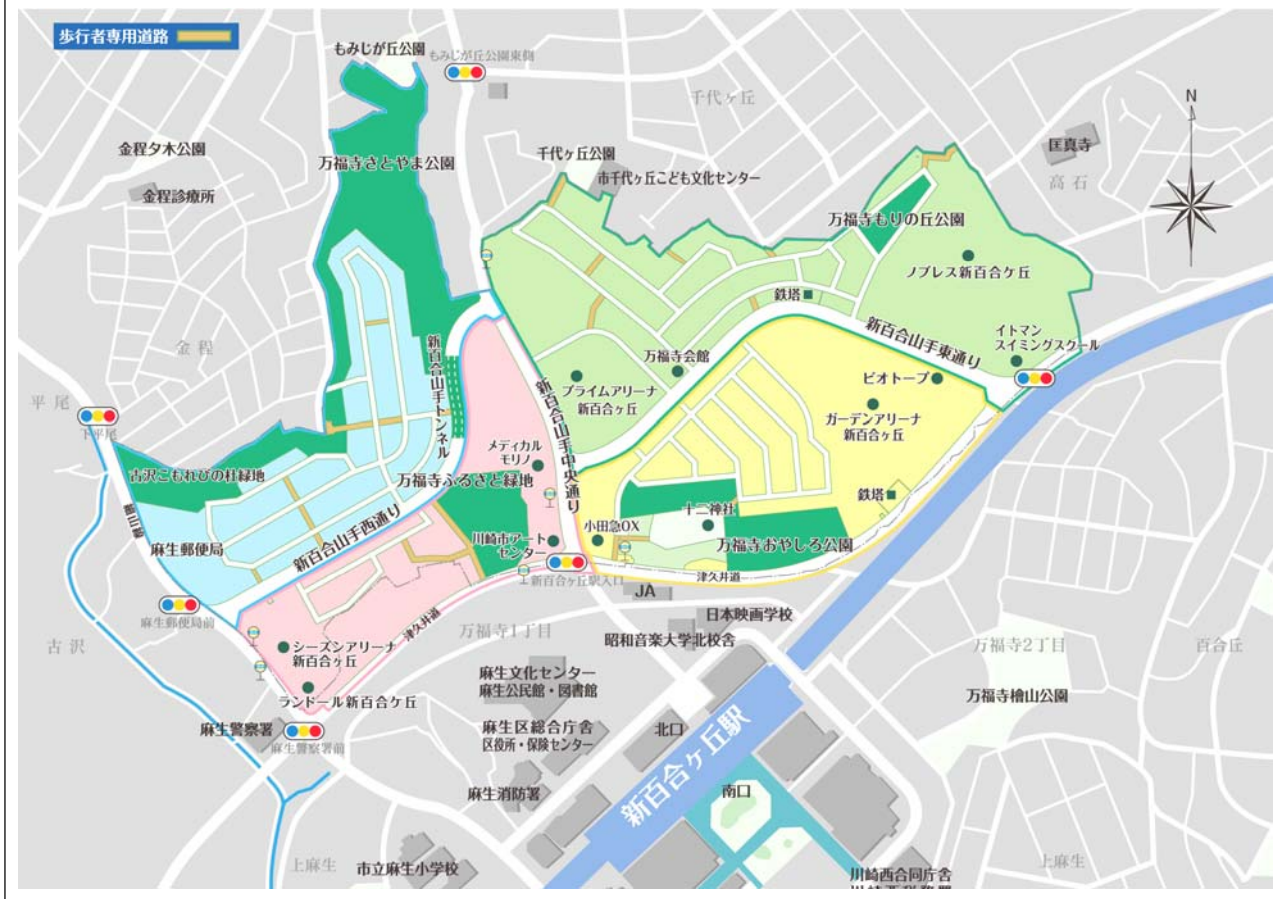 歩行者専用道路
もみじが丘公園
もみじが丘公園東側
千代ヶ丘
N
金程夕木公園
金程診療所
万福寺さとやま公園
千代ヶ丘公園
市千代ヶ丘こども文化センター
匡真寺
高石
万福寺もりの丘公園
ノブレス新百合ケ丘
鉄塔
新百合山手東通り
イトマン
スイミングスクール
金程
平尾
下平尾
新百合山手トンネル
万福寺会館
プライムアリーナ
新百合ヶ丘
ビオトープ
ガーデンアリーナ
新百合ヶ丘
新百合山手中央通り
メディカル
モリノ
古沢こもれびの杜緑地
万福寺ふるさと緑地
鉄塔
十二神社
小田急OX
万福寺おやしろ公園
麻生郵便局
新百合山手西通り
川崎市アート
センター
新百合ヶ丘駅入口
津久井道
JA
麻生郵便局前
津久井道
日本映画学校
万福寺1丁目
昭和音楽大学北校舎
古沢
シーズンアリーナ
新百合ヶ丘
万福寺2丁目
百合丘
麻生文化センター
麻生公民館・図書館
ランドール新百合ケ丘
万福寺檜山公園
麻生警察署
麻生警察署前
麻生区総合庁舎
区役所・保険センター
北口
新百合ヶ丘駅
麻生消防署
南口
上麻生
市立麻生小学校
上麻生
川崎西合同庁舎